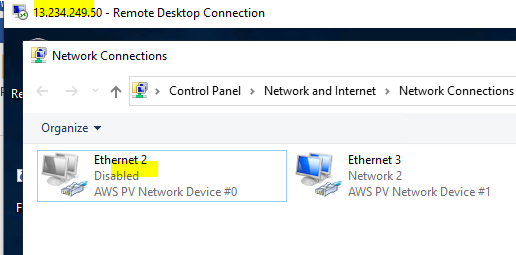 13.234.249.50 - Remote Desktop Connection
Network Connections
Control Panel > Network and Internet > Network Connections
Organize
Ethernet 2
Disabled
AWS PV Network Device #0
Ethernet 3
Network 2
AWS PV Network Device #1
Re
F